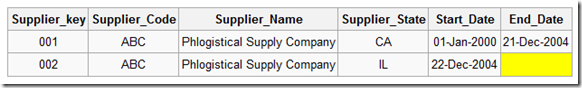 Supplier_key Supplier_Code Supplier_Name Supplier_State Start_Date End_Date
001 ABC Phlogistical Supply Company CA 01-Jan-2000 21-Dec-2004
002 ABC Phlogistical Supply Company IL 22-Dec-2004